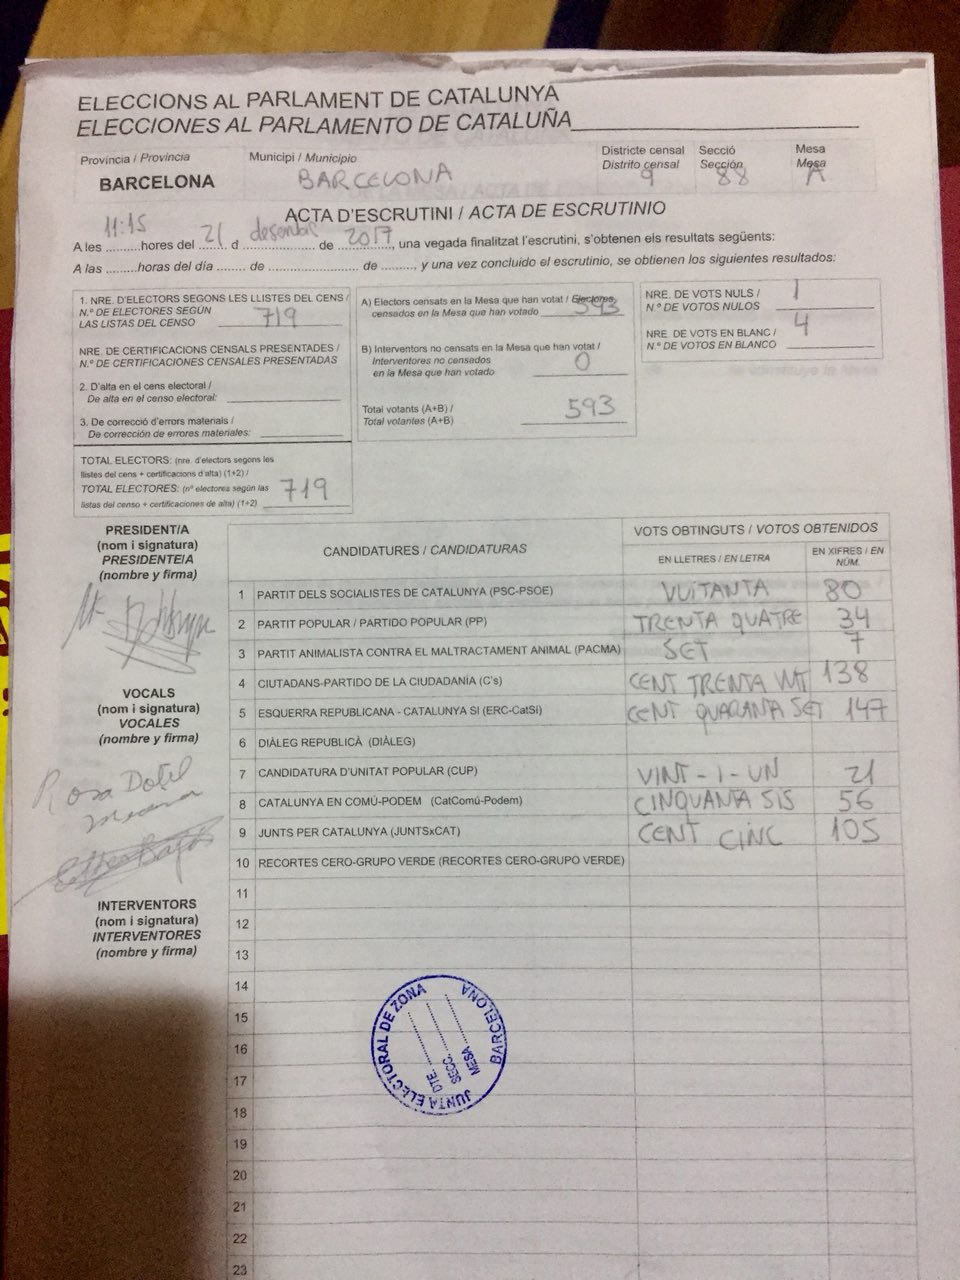 ELECCIONS AL PARLAMENT DE CATALUNYA
ELECCIONES AL PARLAMENTO DE CATALUÑA
Provincia / Provincia
BARCELONA
Municipi / Municipio
BARCELONA
Districte censal
Distrito censal
9
Secció
Sección
88
Mesa
Mesa
A
ACTA D'ESCRUTINI / ACTA DE ESCRUTINIO
A les 11:15 hores del 21 d desembre de 2017, una vegada finalitzat l'escrutini, s'obtenen els resultats següents:
A las .........horas del día ....... de .......................... de ........, y una vez concluido el escrutinio, se obtienen los siguientes resultados:
1. NRE. D'ELECTORS SEGONS LES LLISTES DEL CENS /
N.º DE ELECTORES SEGÚN
LAS LISTAS DEL CENSO 719
NRE. DE CERTIFICACIONS CENSALS PRESENTADES /
N.º DE CERTIFICACIONES CENSALES PRESENTADAS
2. D'alta en el cens electoral /
De alta en el censo electoral:
3. De correcció d'errors materials /
De corrección de errores materiales:
TOTAL ELECTORS: (nre. d'electors segons les
llistes del cens + certificacions d'alta) (1+2) /
TOTAL ELECTORES: (nº electores según las
listas del censo + certificaciones de alta) (1+2) 719
A) Electors censats en la Mesa que han votat / Electores
censados en la Mesa que han votado 593
B) Interventors no censats en la Mesa que han votat /
Interventores no censados
en la Mesa que han votado 0
Total votants (A+B) /
Total votantes (A+B) 593
NRE. DE VOTS NULS /
N.º DE VOTOS NULOS 1
NRE. DE VOTS EN BLANC /
N.º DE VOTOS EN BLANCO 4
PRESIDENT/A
(nom i signatura)
PRESIDENTE/A
(nombre y firma)
VOCALS
(nom i signatura)
VOCALES
(nombre y firma)
Rosa
INTERVENTORS
(nom i signatura)
INTERVENTORES
(nombre y firma)
CANDIDATURES / CANDIDATURAS
VOTS OBTINGUTS / VOTOS OBTENIDOS
EN LLETRES / EN LETRA
EN XIFRES / EN
NÚM.
1 PARTIT DELS SOCIALISTES DE CATALUNYA (PSC-PSOE) VUITANTA 80
2 PARTIT POPULAR / PARTIDO POPULAR (PP) TRENTA QUATRE 34
3 PARTIT ANIMALISTA CONTRA EL MALTRACTAMENT ANIMAL (PACMA) SET 7
4 CIUTADANS-PARTIDO DE LA CIUDADANÍA (C's) CENT TRENTA VUIT 138
5 ESQUERRA REPUBLICANA - CATALUNYA SÍ (ERC-CatSí) CENT QUARANTA SET 147
6 DIÀLEG REPUBLICÀ (DIÀLEG)
7 CANDIDATURA D'UNITAT POPULAR (CUP) VINT-I-UN 21
8 CATALUNYA EN COMÚ-PODEM (CatComú-Podem) CINQUANTA SIS 56
9 JUNTS PER CATALUNYA (JUNTSxCAT) CENT CINC 105
10 RECORTES CERO-GRUPO VERDE (RECORTES CERO-GRUPO VERDE)
11
12
13
14
15
16
17
18
19
20
21
22
23
JUNTA ELECTORAL DE ZONA
BARCELONA
DTE.
SECC.
MESA